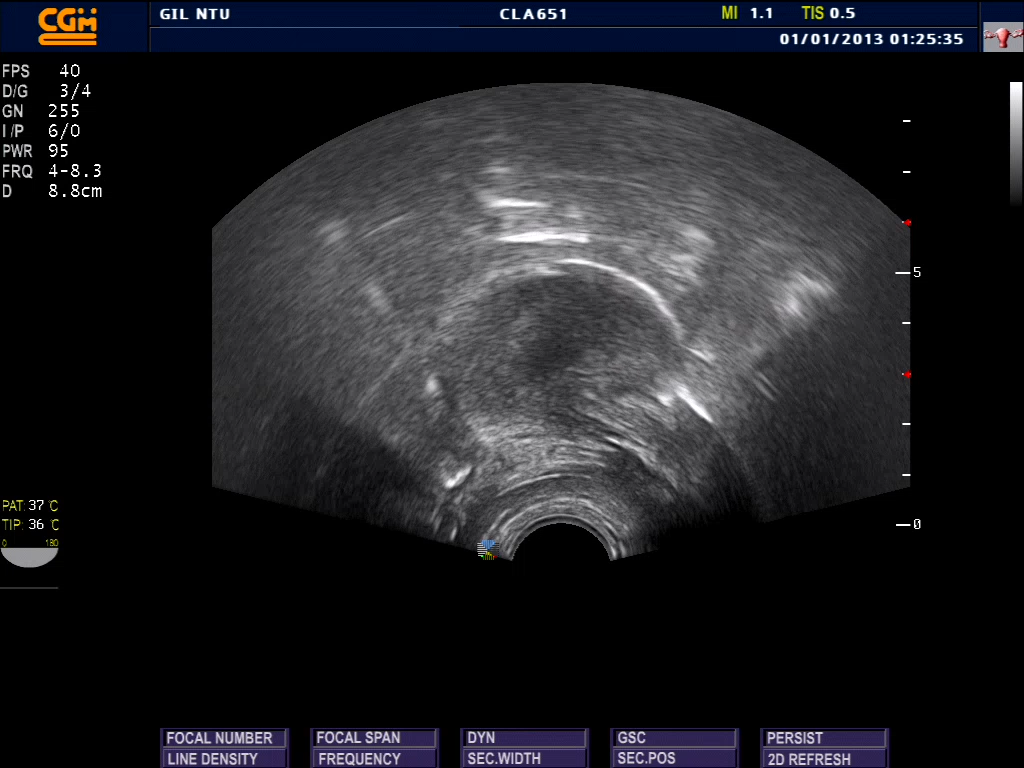 CGM
GIL NTU CLA651 MI 1.1 TIS 0.5
01/01/2013 01:25:35
FPS 40
D/G 3/4
GN 255
I/P 6/0
PWR 95
FRQ 4-8.3
D 8.8cm
5
PAT: 37 °C
TIP: 36 °C
0 180
0
FOCAL NUMBER FOCAL SPAN DYN GSC PERSIST
LINE DENSITY FREQUENCY SEC.WIDTH SEC.POS 2D REFRESH